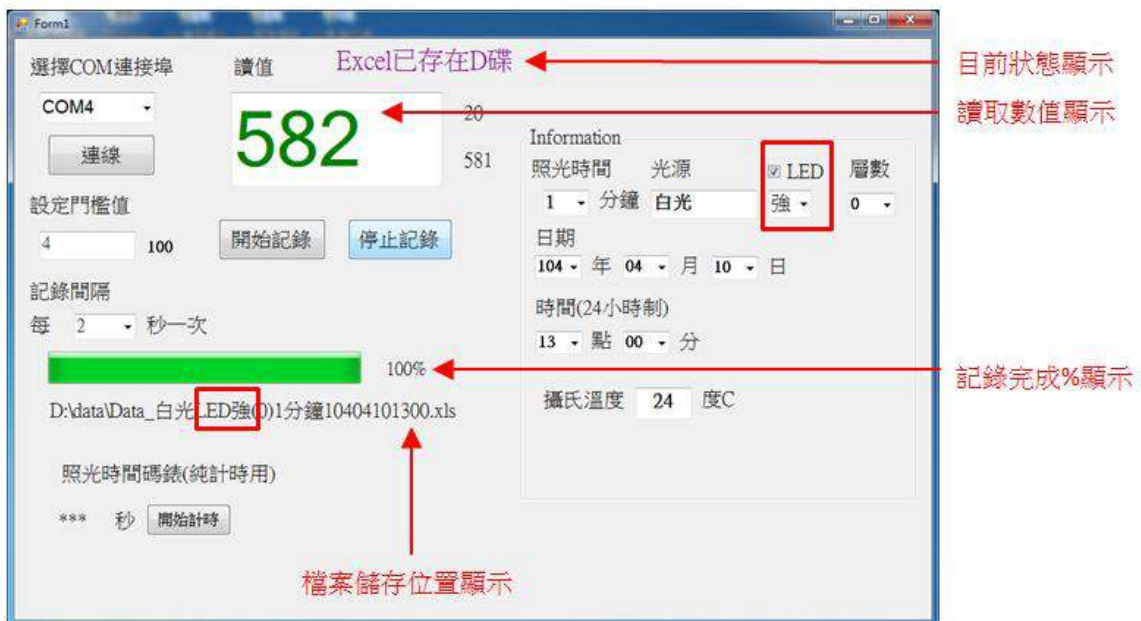 Form1
選擇COM連接埠
讀值
Excel已存在D碟
目前狀態顯示
COM4
582
20
讀取數值顯示
連線
581
Information
照光時間 光源 LED 層數
1 分鐘 白光 強 0
設定門檻值
4 100
開始記錄
停止記錄
日期
104 年 04 月 10 日
記錄間隔
每 2 秒一次
時間(24小時制)
13 點 00 分
100%
記錄完成%顯示
攝氏溫度 24 度C
D:\data\Data_白光LED強(0)1分鐘10404101300.xls
照光時間碼錶(純計時用)
*** 秒 開始計時
檔案儲存位置顯示